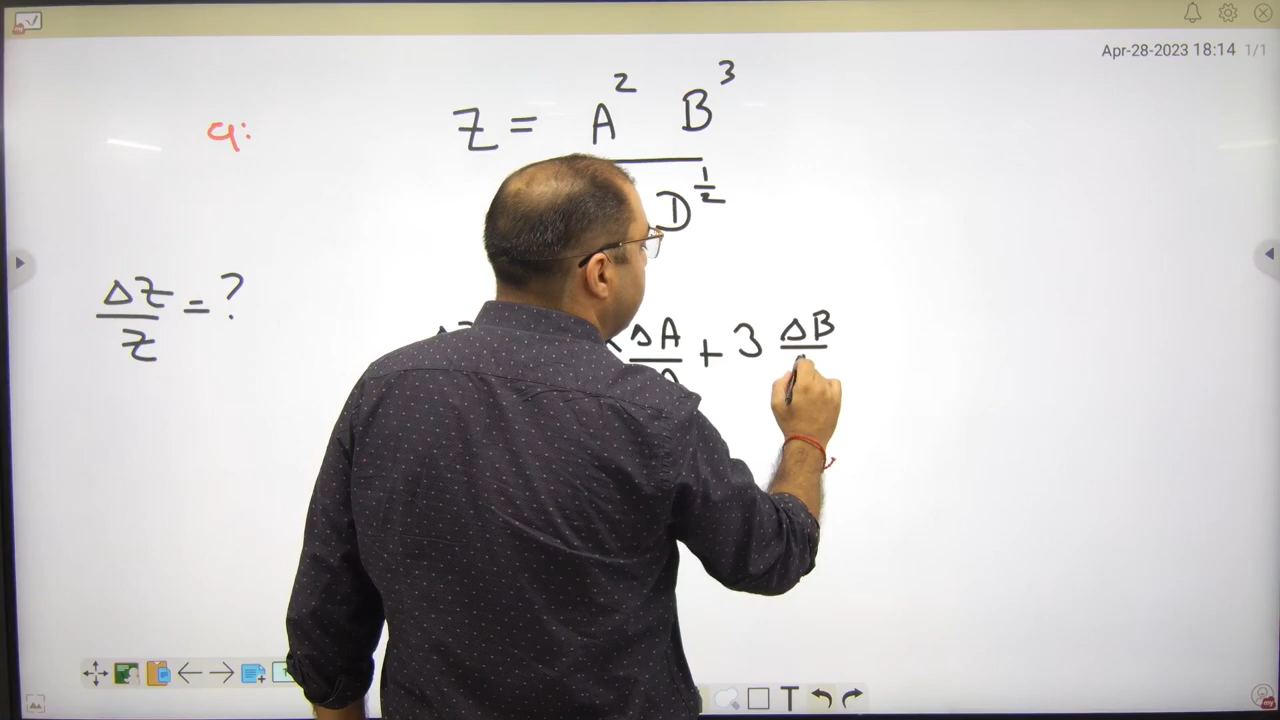 Apr-28-2023 18:14 1/1
q:
Z = A² B³
D^½
ΔZ/Z = ?
ΔA + 3 ΔB
T